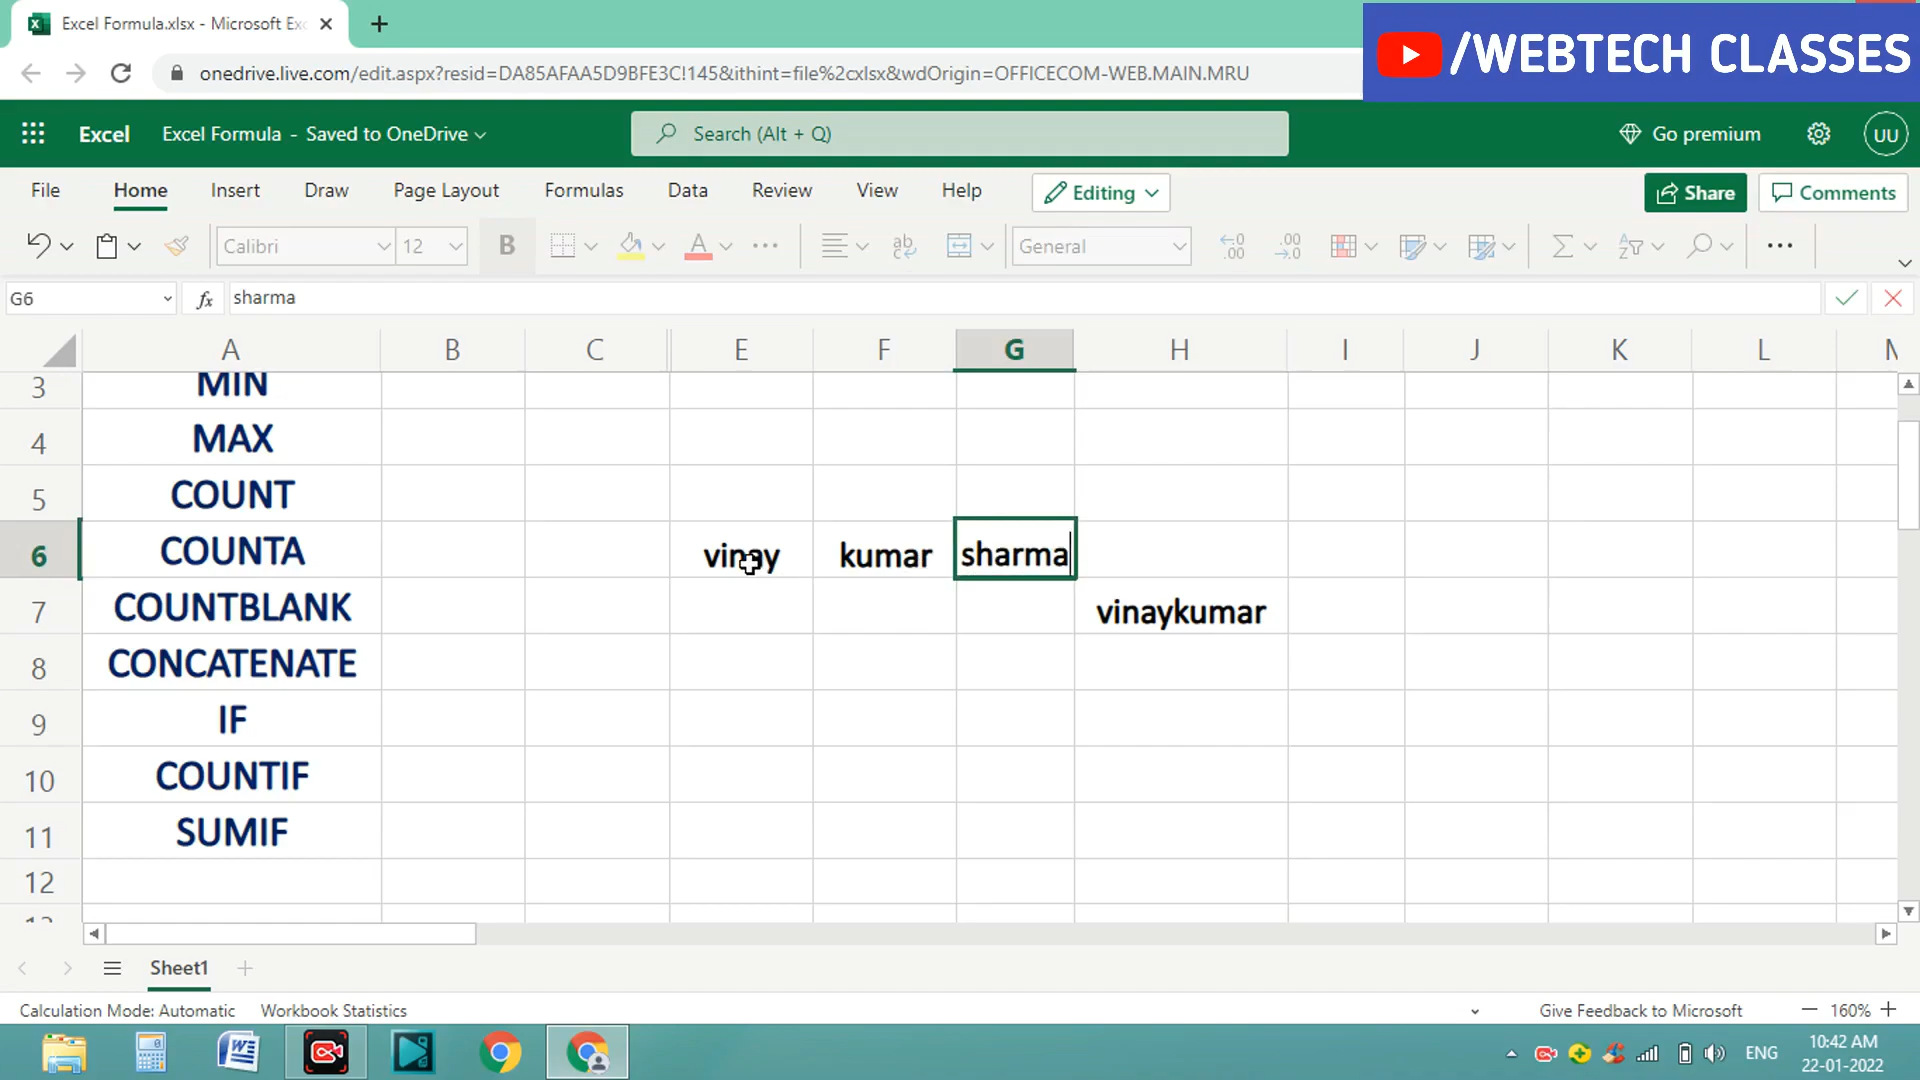 Excel Formula.xlsx - Microsoft Exc
/WEBTECH CLASSES
onedrive.live.com/edit.aspx?resid=DA85AFAA5D9BFE3C!145&ithint=file%2cxlsx&wdOrigin=OFFICECOM-WEB.MAIN.MRU
Excel Excel Formula - Saved to OneDrive Search (Alt + Q) Go premium UU
File Home Insert Draw Page Layout Formulas Data Review View Help Editing Share Comments
Calibri 12 B A ab General .00 .00
G6 fx sharma
A B C E F G H I J K L M
3 MIN
4 MAX
5 COUNT
6 COUNTA vinay kumar sharma
7 COUNTBLANK vinaykumar
8 CONCATENATE
9 IF
10 COUNTIF
11 SUMIF
12
Sheet1
Calculation Mode: Automatic Workbook Statistics Give Feedback to Microsoft 160%
ENG 10:42 AM
22-01-2022